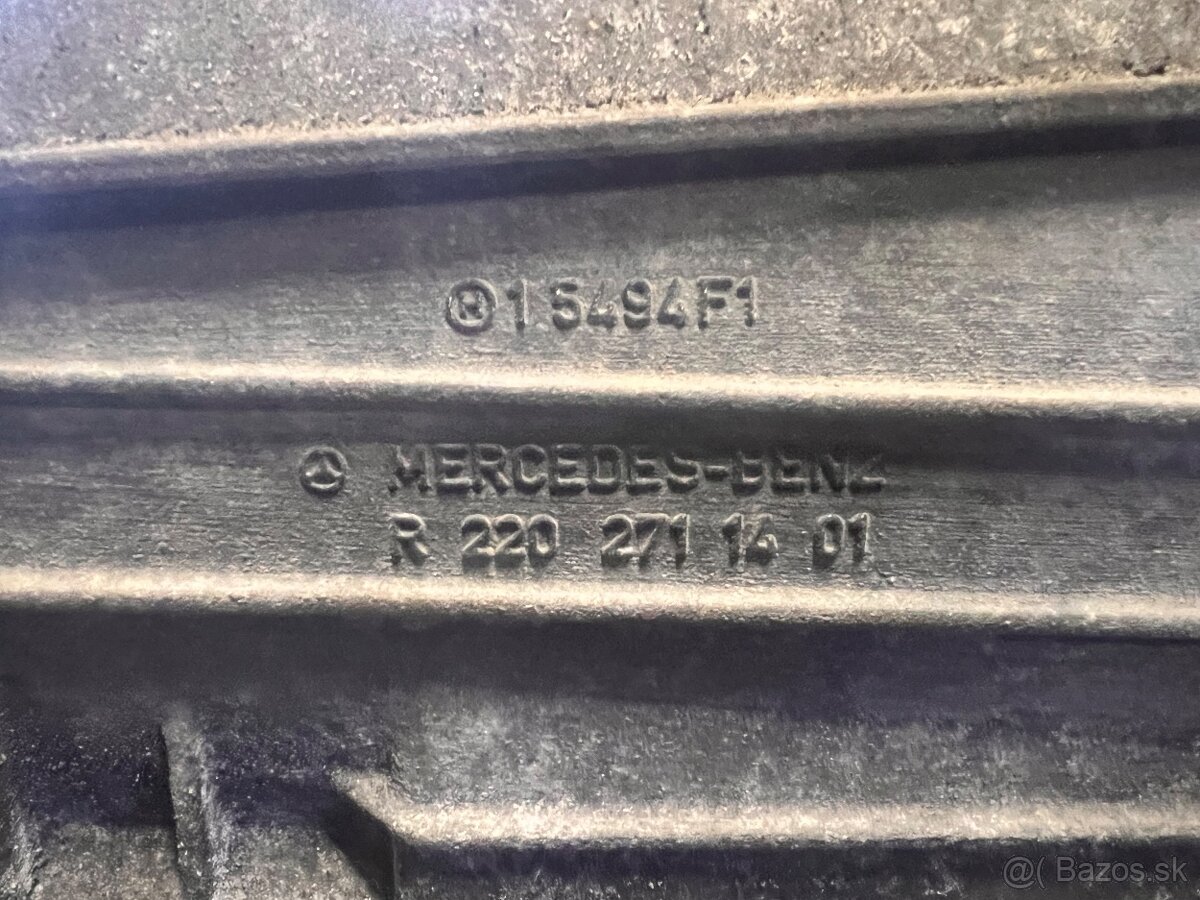 H 1 5494F1
MERCEDES-BENZ
R 220 271 14 01
@( Bazos.sk